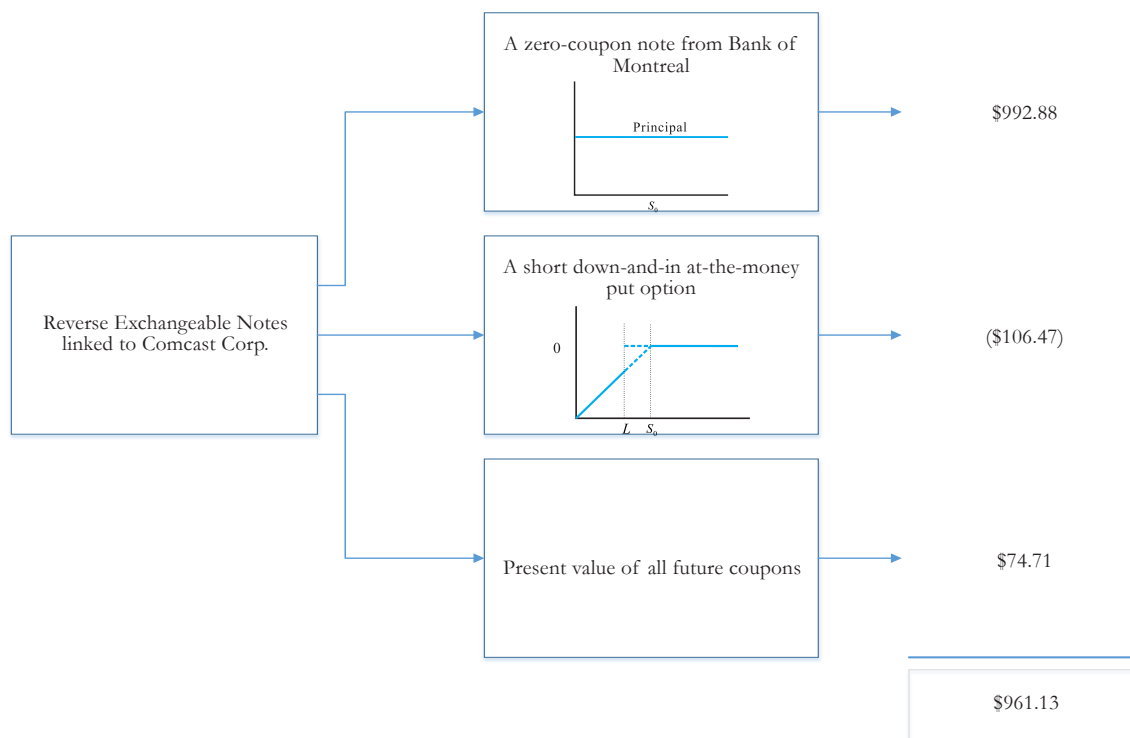 A zero-coupon note from Bank of
Montreal
Principal
S₀
$992.88
Reverse Exchangeable Notes
linked to Comcast Corp.
A short down-and-in at-the-money
put option
0
L S₀
($106.47)
Present value of all future coupons
$74.71
$961.13